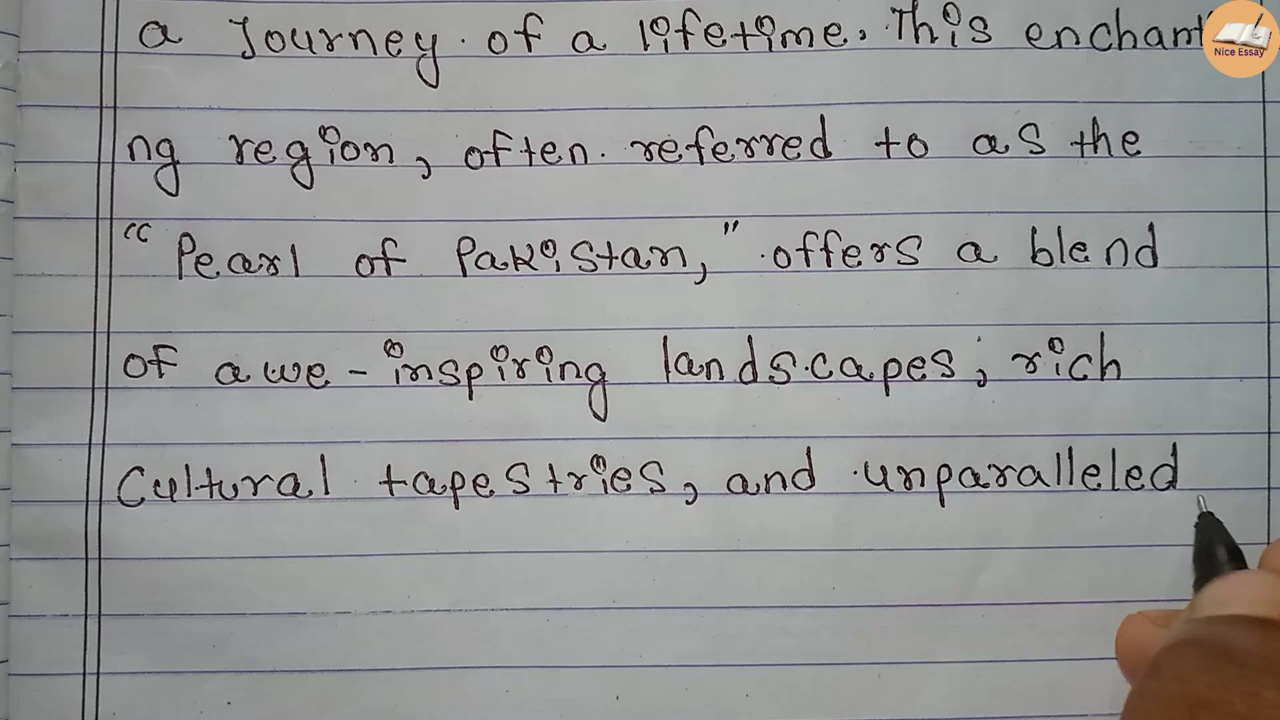 a Journey of a lifetime. This enchant
Nice Essay
ng region, often referred to as the
"Pearl of Pakistan," offers a blend
of awe-inspiring landscapes, rich
Cultural tapestries, and unparalleled